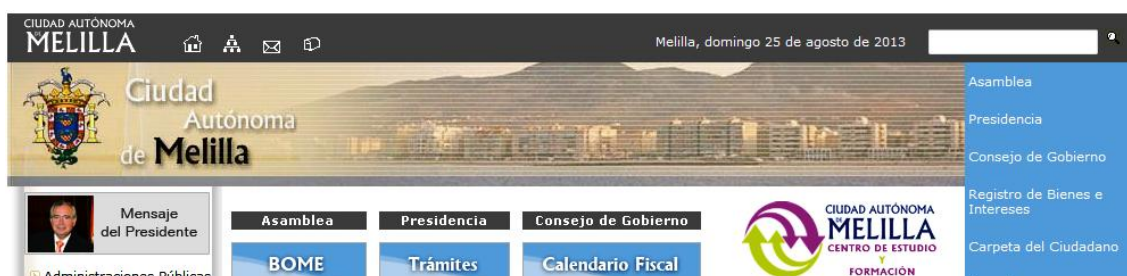 CIUDAD AUTÓNOMA
MELILLA
Melilla, domingo 25 de agosto de 2013
Ciudad
Autónoma
de Melilla
Asamblea
Presidencia
Consejo de Gobierno
Registro de Bienes e
Intereses
Carpeta del Ciudadano
Mensaje
del Presidente
Administraciones Públicas
Asamblea
Presidencia
Consejo de Gobierno
BOME
Trámites
Calendario Fiscal
CIUDAD AUTÓNOMA
MELILLA
CENTRO DE ESTUDIO
Y
FORMACIÓN